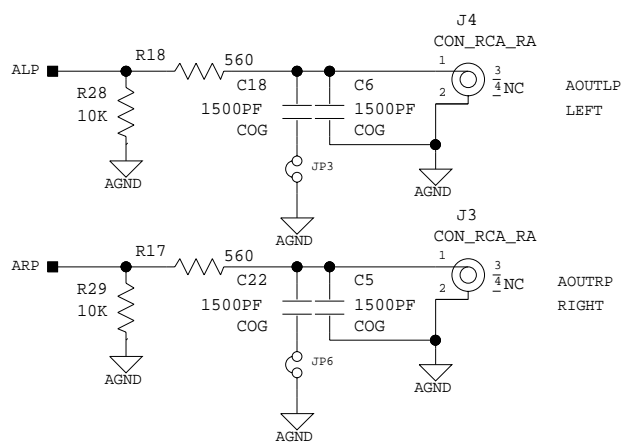 J4
CON_RCA_RA
R18 560
ALP
1
3
4 NC
2
AOUTLP
LEFT
R28
10K
C18
1500PF
COG
C6
1500PF
COG
JP3
AGND
AGND
AGND
J3
CON_RCA_RA
R17 560
ARP
1
3
4 NC
2
AOUTRP
RIGHT
R29
10K
C22
1500PF
COG
C5
1500PF
COG
JP6
AGND
AGND
AGND